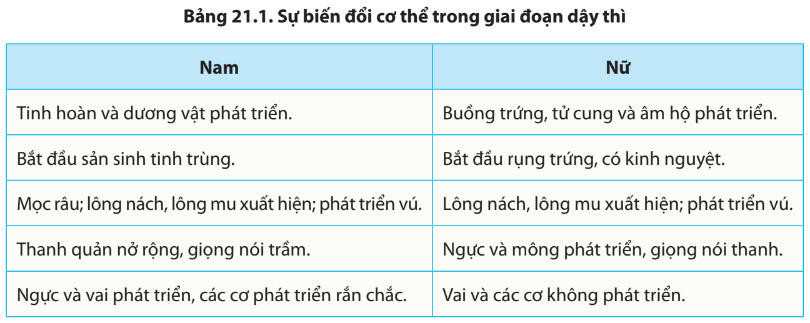 Bảng 21.1. Sự biến đổi cơ thể trong giai đoạn dậy thì
Nam
Nữ
Tinh hoàn và dương vật phát triển.
Buồng trứng, tử cung và âm hộ phát triển.
Bắt đầu sản sinh tinh trùng.
Bắt đầu rụng trứng, có kinh nguyệt.
Mọc râu; lông nách, lông mu xuất hiện; phát triển vú.
Lông nách, lông mu xuất hiện; phát triển vú.
Thanh quản nở rộng, giọng nói trầm.
Ngực và mông phát triển, giọng nói thanh.
Ngực và vai phát triển, các cơ phát triển rắn chắc.
Vai và các cơ không phát triển.